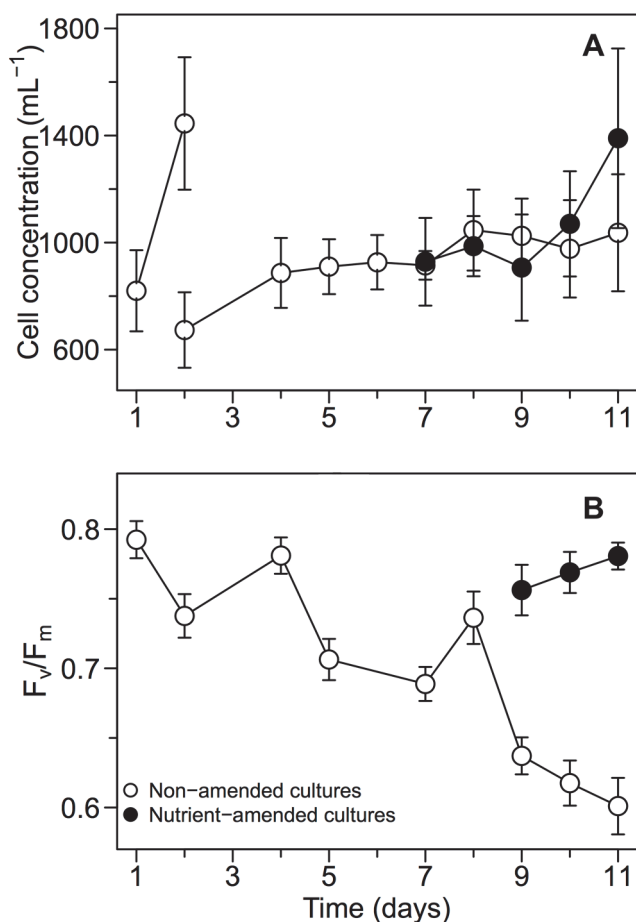 A
Cell concentration (mL⁻¹)
1800
1400
1000
600
1 3 5 7 9 11
B
Fv/Fm
0.8
0.7
0.6
Non−amended cultures
Nutrient−amended cultures
1 3 5 7 9 11
Time (days)